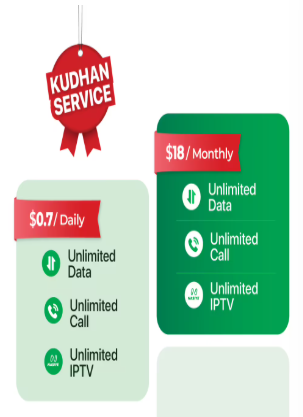 KUDHAN
SERVICE
$18/ Monthly
Unlimited
Data
Unlimited
Call
Unlimited
IPTV
$0.7/ Daily
Unlimited
Data
Unlimited
Call
Unlimited
IPTV